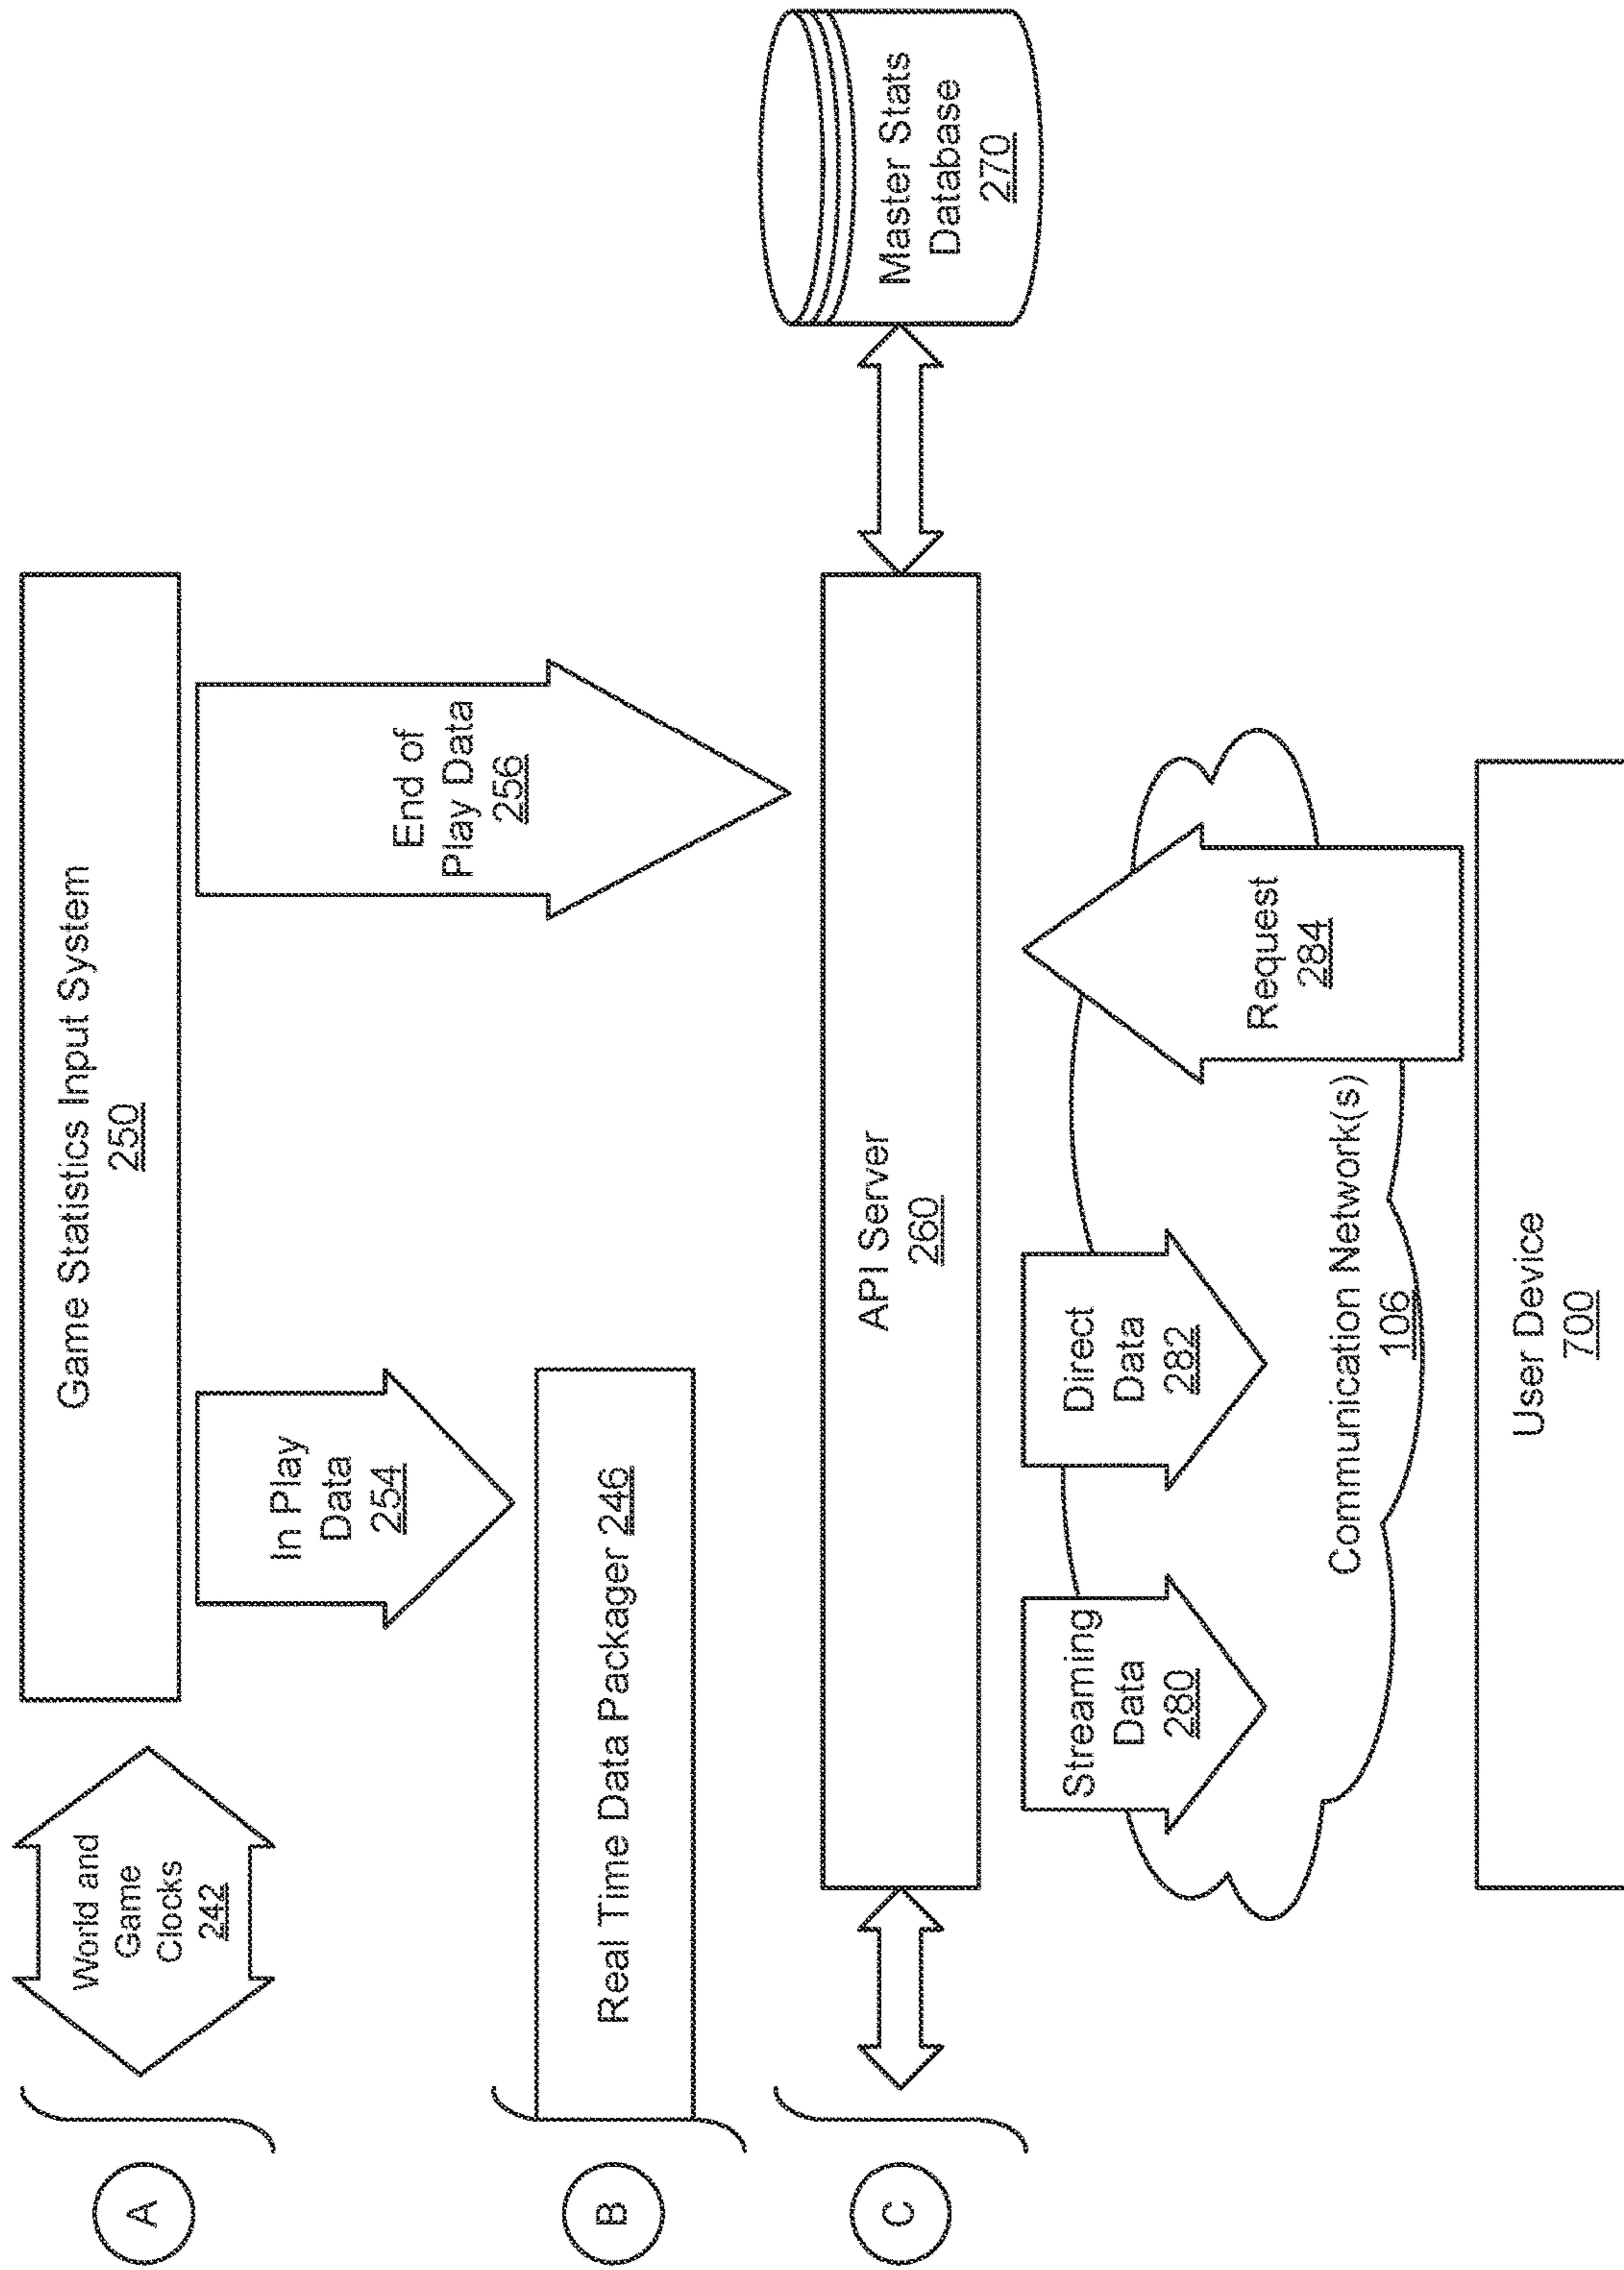 A
World and
Game
Clocks
242
Game Statistics Input System
250
In Play
Data
254
End of
Play Data
256
B
Real Time Data Packager 246
C
API Server
260
Master Stats
Database
270
Streaming
Data
280
Direct
Data
282
Request
284
Communication Network(s)
106
User Device
700